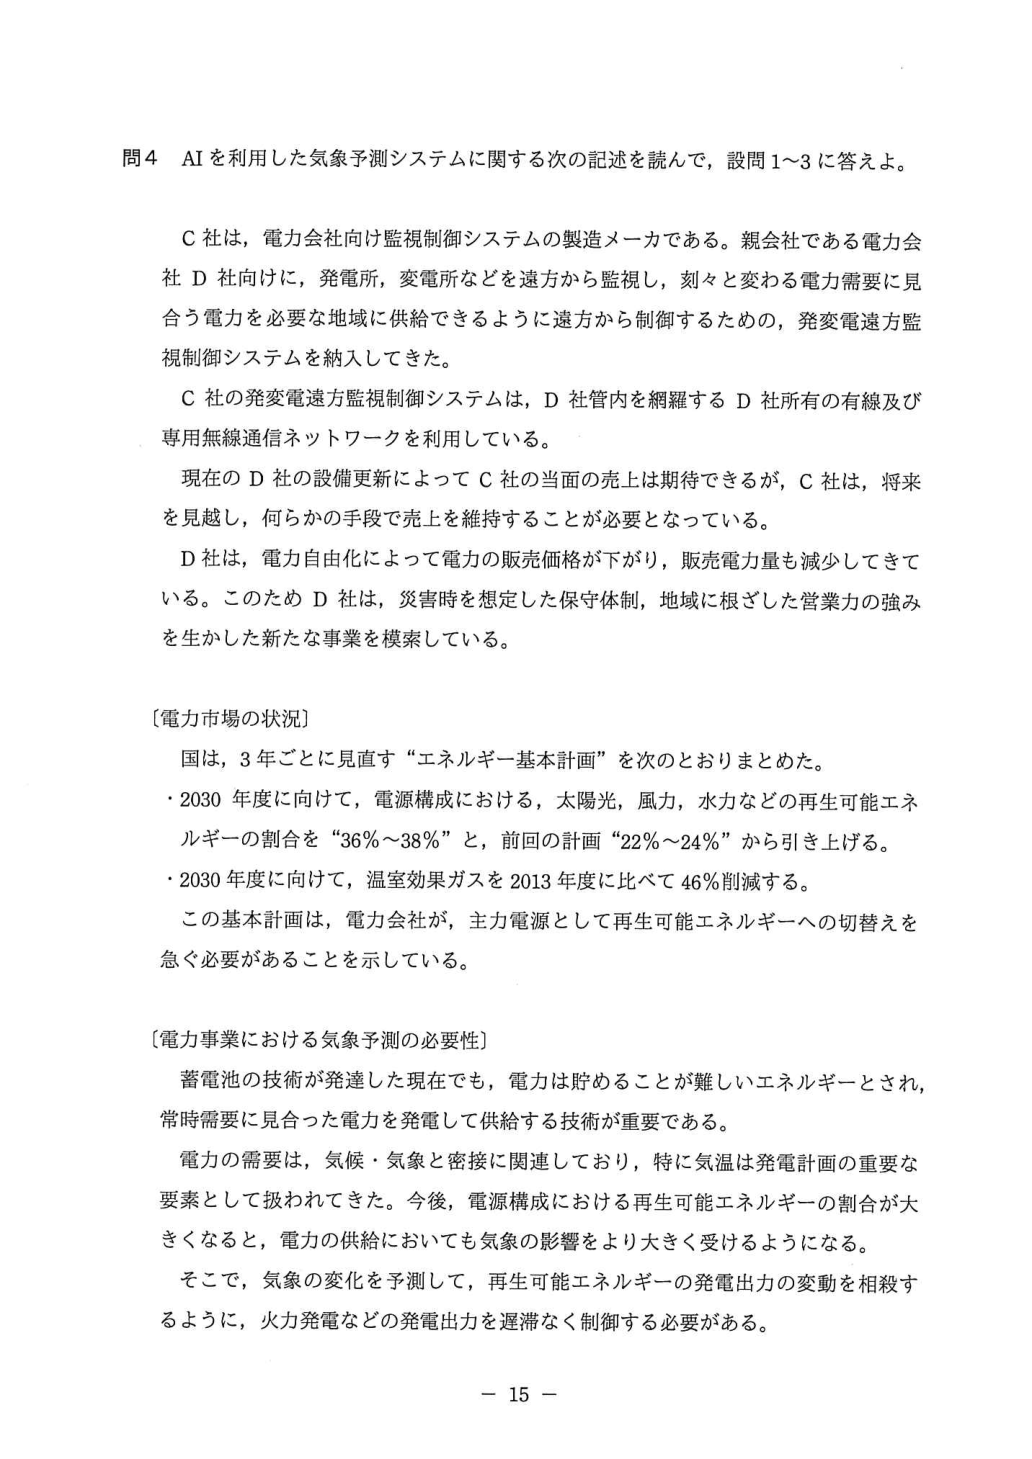 問4　AIを利用した気象予測システムに関する次の記述を読んで，設問1～3に答えよ。
C社は，電力会社向け監視制御システムの製造メーカである。親会社である電力会
社 D 社向けに，発電所，変電所などを遠方から監視し，刻々と変わる電力需要に見
合う電力を必要な地域に供給できるように遠方から制御するための，発変電遠方監
視制御システムを納入してきた。
C 社の発変電遠方監視制御システムは，D 社管内を網羅する D 社所有の有線及び
専用無線通信ネットワークを利用している。
現在の D 社の設備更新によって C 社の当面の売上は期待できるが，C 社は，将来
を見越し，何らかの手段で売上を維持することが必要となっている。
D 社は，電力自由化によって電力の販売価格が下がり，販売電力量も減少してきて
いる。このため D 社は，災害時を想定した保守体制，地域に根ざした営業力の強み
を生かした新たな事業を模索している。
〔電力市場の状況〕
国は，3年ごとに見直す“エネルギー基本計画”を次のとおりまとめた。
・2030 年度に向けて，電源構成における，太陽光，風力，水力などの再生可能エネ
ルギーの割合を“36%～38%”と，前回の計画“22%～24%”から引き上げる。
・2030 年度に向けて，温室効果ガスを 2013 年度に比べて 46%削減する。
この基本計画は，電力会社が，主力電源として再生可能エネルギーへの切替えを
急ぐ必要があることを示している。
〔電力事業における気象予測の必要性〕
蓄電池の技術が発達した現在でも，電力は貯めることが難しいエネルギーとされ，
常時需要に見合った電力を発電して供給する技術が重要である。
電力の需要は，気候・気象と密接に関連しており，特に気温は発電計画の重要な
要素として扱われてきた。今後，電源構成における再生可能エネルギーの割合が大
きくなると，電力の供給においても気象の影響をより大きく受けるようになる。
そこで，気象の変化を予測して，再生可能エネルギーの発電出力の変動を相殺す
るように，火力発電などの発電出力を遅滞なく制御する必要がある。
－ 15 －